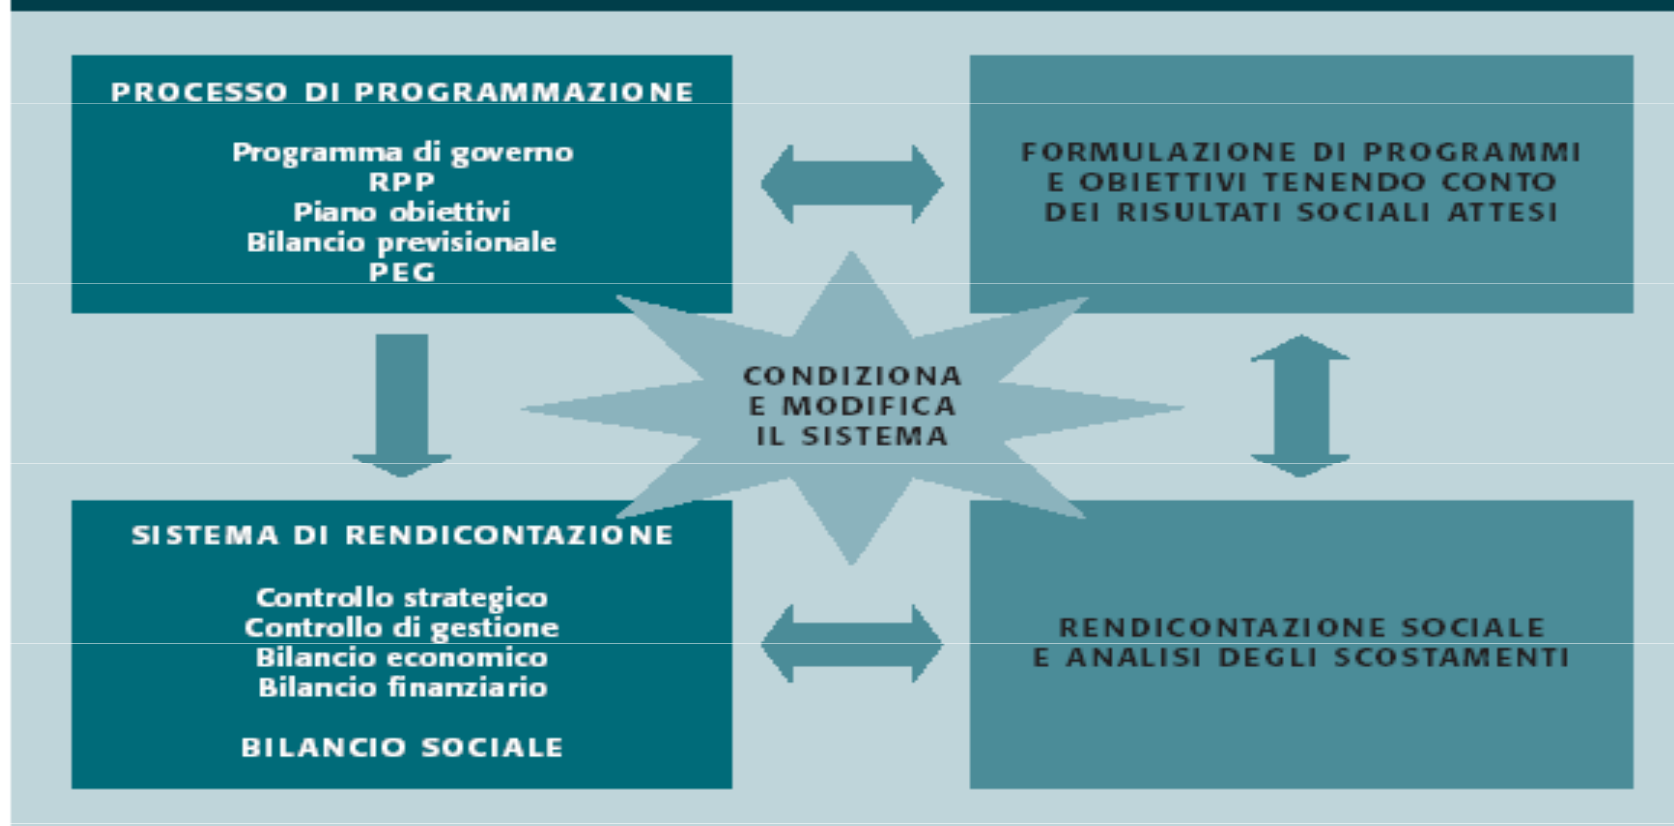 PROCESSO DI PROGRAMMAZIONE
Programma di governo
RPP
Piano obiettivi
Bilancio previsionale
PEG
FORMULAZIONE DI PROGRAMMI
E OBIETTIVI TENENDO CONTO
DEI RISULTATI SOCIALI ATTESI
CONDIZIONA
E MODIFICA
IL SISTEMA
SISTEMA DI RENDICONTAZIONE
Controllo strategico
Controllo di gestione
Bilancio economico
Bilancio finanziario
BILANCIO SOCIALE
RENDICONTAZIONE SOCIALE
E ANALISI DEGLI SCOSTAMENTI